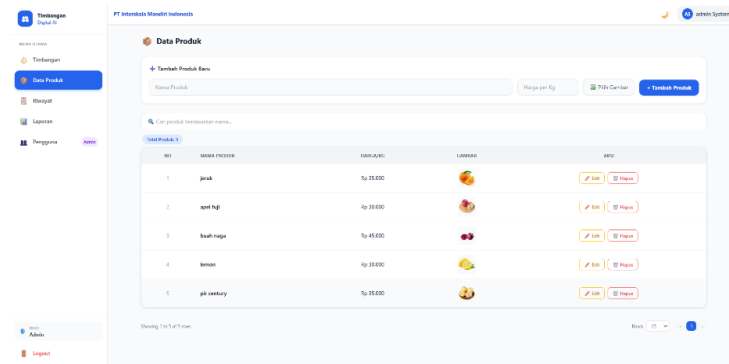 Timbangan
Digital AI
PT Interskala Mandiri Indonesia
admin System
MENU UTAMA
Timbangan
Data Produk
Riwayat
Laporan
Pengguna
Admin
Data Produk
+ Tambah Produk Baru
Nama Produk
Harga per Kg
Pilih Gambar
+ Tambah Produk
Cari produk berdasarkan nama...
Total Produk: 5
NO NAMA PRODUK HARGA/KG GAMBAR AKSI
1 jeruk Rp 35.000 Edit Hapus
2 apel fuji Rp 30.000 Edit Hapus
3 buah naga Rp 45.000 Edit Hapus
4 lemon Rp 30.000 Edit Hapus
5 pir century Rp 35.000 Edit Hapus
Showing 1 to 5 of 5 rows
Rows 25
1
Admin
Logout